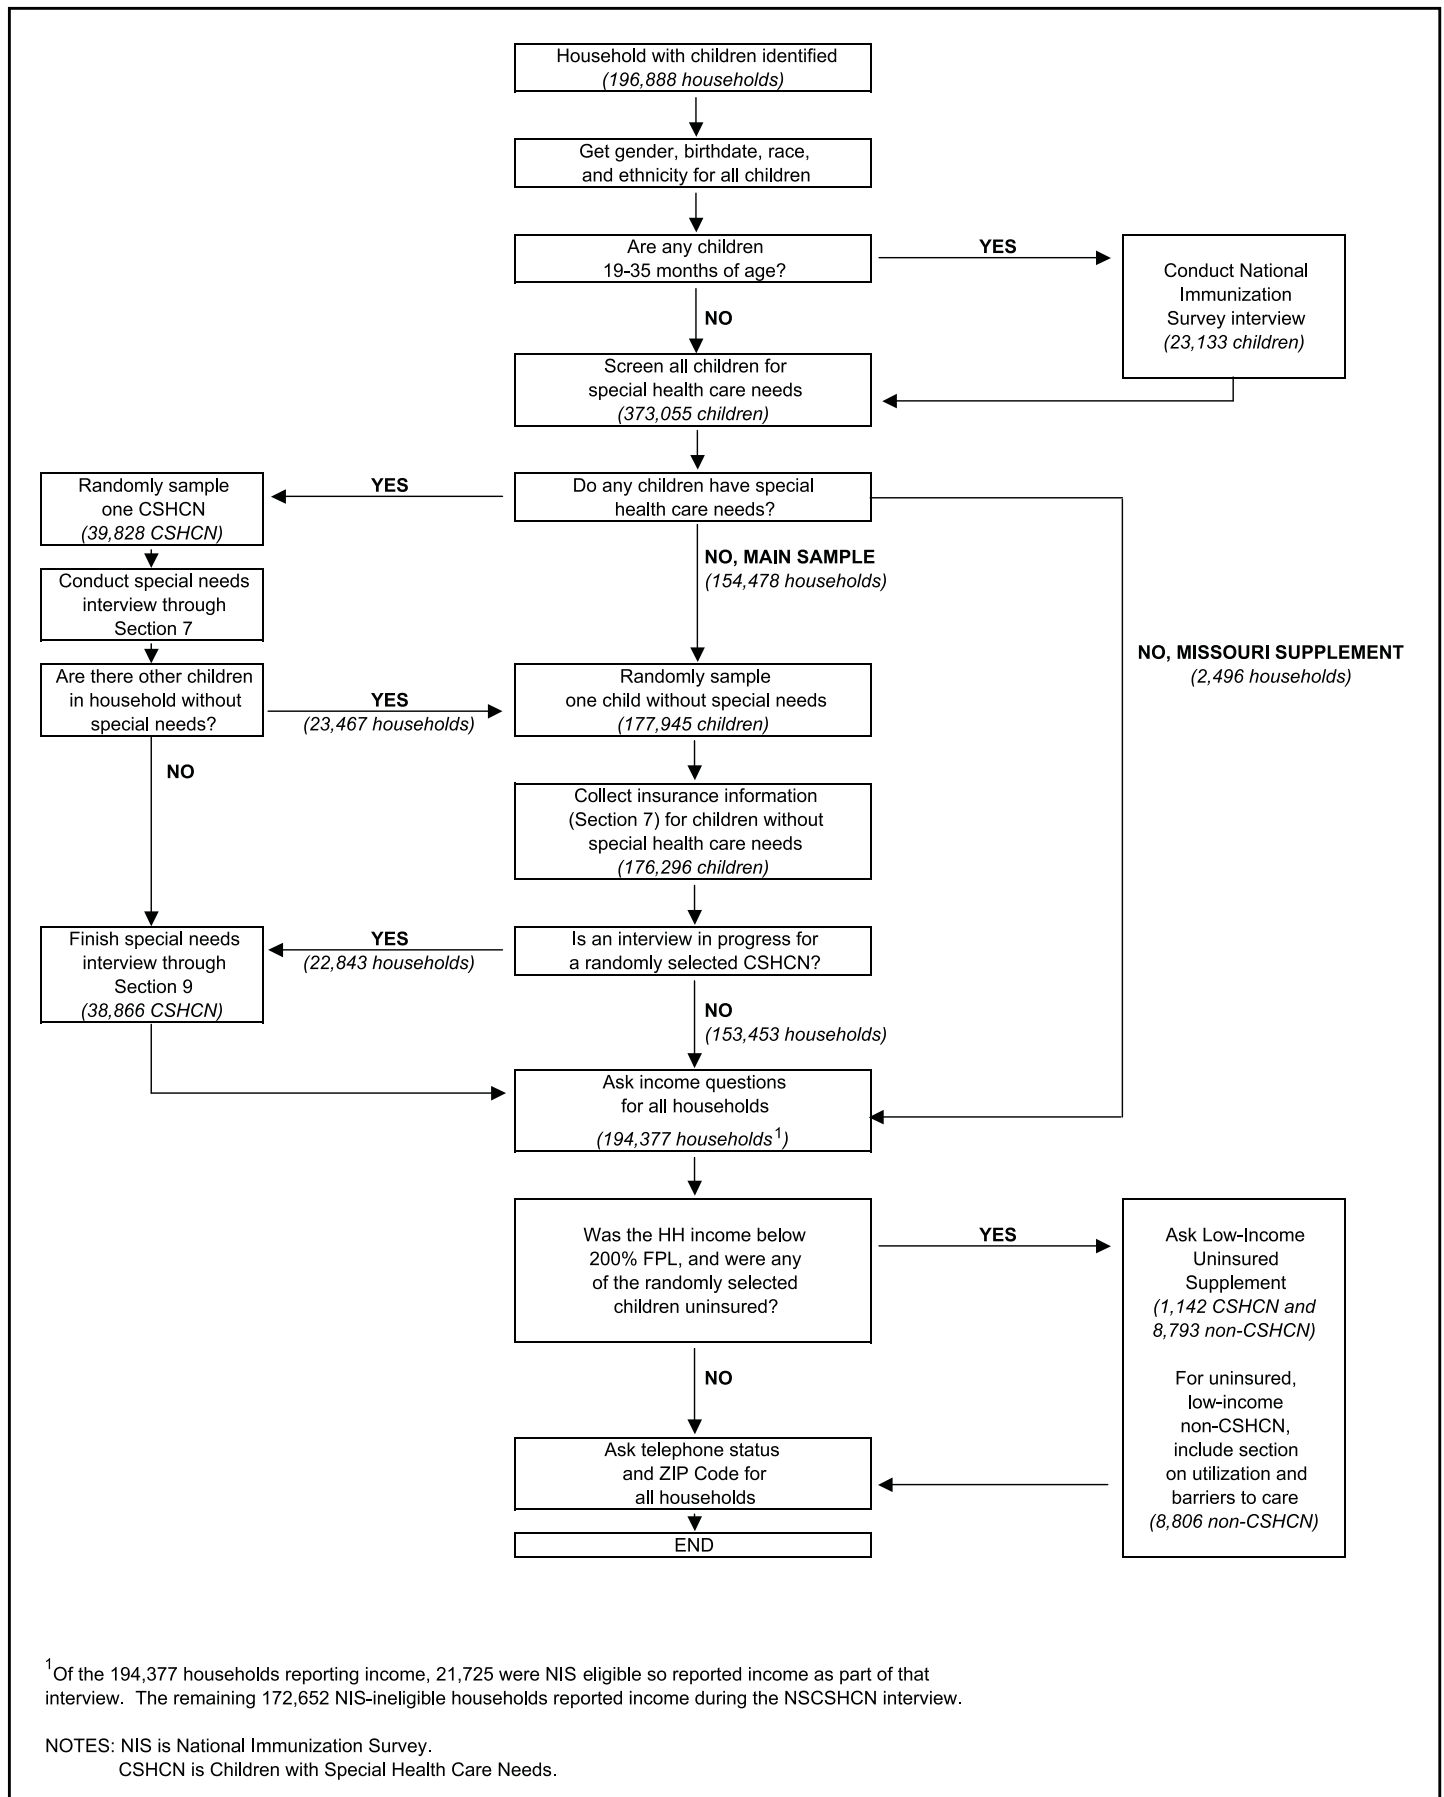 Household with children identified
(196,888 households)
Get gender, birthdate, race,
and ethnicity for all children
Are any children
19-35 months of age?
YES
Conduct National
Immunization
Survey interview
(23,133 children)
NO
Screen all children for
special health care needs
(373,055 children)
Do any children have special
health care needs?
YES
Randomly sample
one CSHCN
(39,828 CSHCN)
Conduct special needs
interview through
Section 7
NO, MAIN SAMPLE
(154,478 households)
NO, MISSOURI SUPPLEMENT
(2,496 households)
Are there other children
in household without
special needs?
YES
(23,467 households)
Randomly sample
one child without special needs
(177,945 children)
NO
Collect insurance information
(Section 7) for children without
special health care needs
(176,296 children)
Is an interview in progress for
a randomly selected CSHCN?
YES
(22,843 households)
Finish special needs
interview through
Section 9
(38,866 CSHCN)
NO
(153,453 households)
Ask income questions
for all households
(194,377 households1)
Was the HH income below
200% FPL, and were any
of the randomly selected
children uninsured?
YES
Ask Low-Income
Uninsured
Supplement
(1,142 CSHCN and
8,793 non-CSHCN)
For uninsured,
low-income
non-CSHCN,
include section
on utilization and
barriers to care
(8,806 non-CSHCN)
NO
Ask telephone status
and ZIP Code for
all households
END
1Of the 194,377 households reporting income, 21,725 were NIS eligible so reported income as part of that
interview. The remaining 172,652 NIS-ineligible households reported income during the NSCSHCN interview.
NOTES: NIS is National Immunization Survey.
CSHCN is Children with Special Health Care Needs.